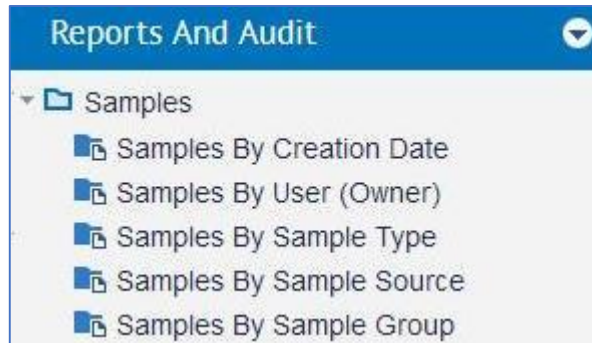 Reports And Audit
Samples
Samples By Creation Date
Samples By User (Owner)
Samples By Sample Type
Samples By Sample Source
Samples By Sample Group